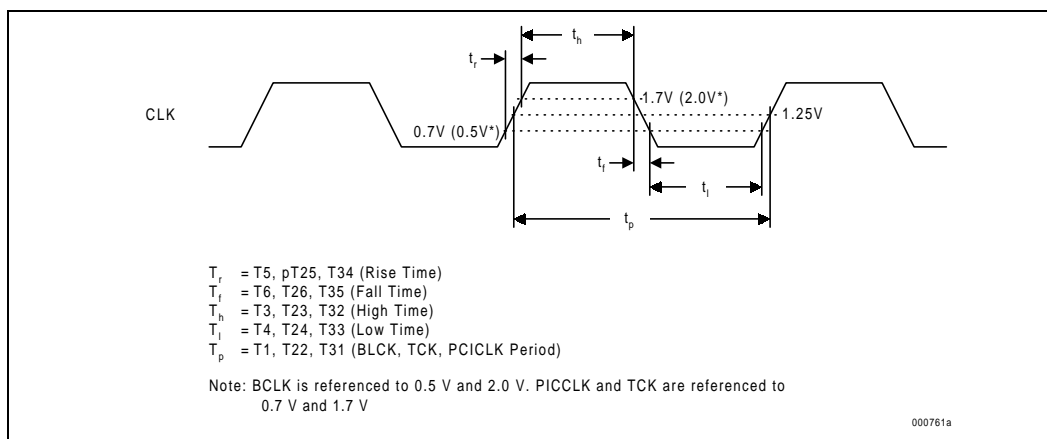 t_h
t_r
1.7V (2.0V*)
CLK
1.25V
0.7V (0.5V*)
t_f
t_l
t_p
T_r = T5, pT25, T34 (Rise Time)
T_f = T6, T26, T35 (Fall Time)
T_h = T3, T23, T32 (High Time)
T_l = T4, T24, T33 (Low Time)
T_p = T1, T22, T31 (BLCK, TCK, PCICLK Period)
Note: BCLK is referenced to 0.5 V and 2.0 V. PICCLK and TCK are referenced to
0.7 V and 1.7 V
000761a